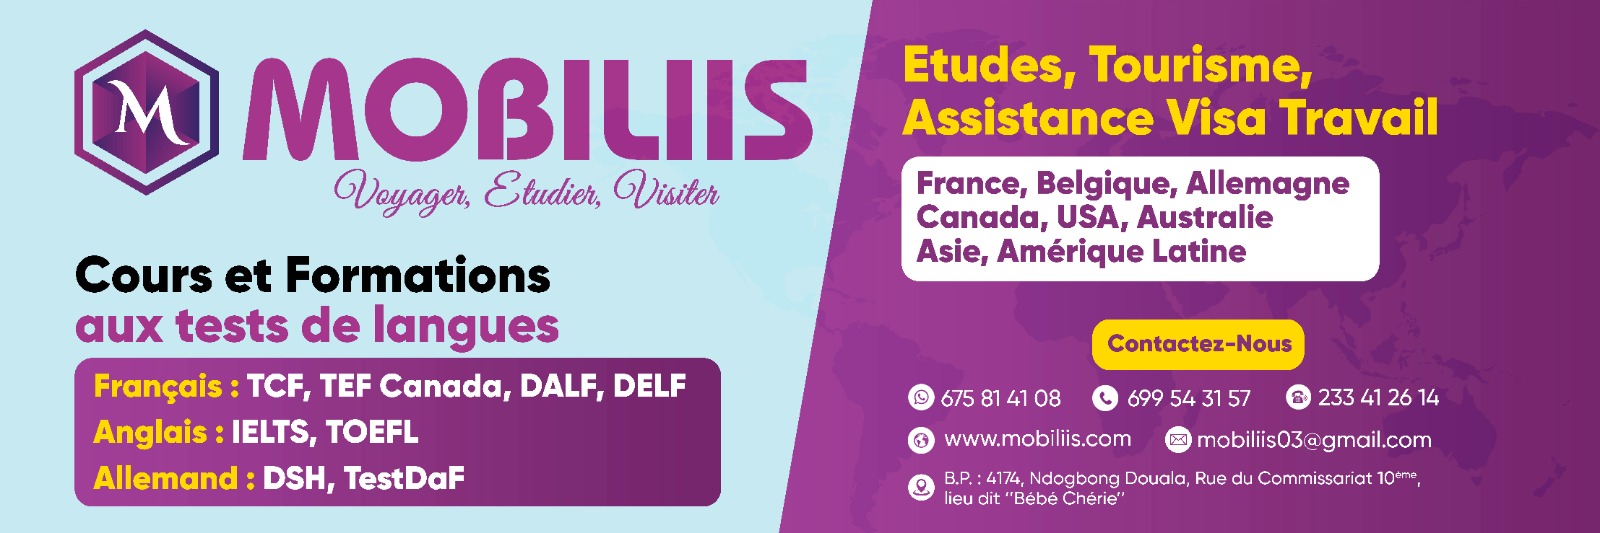 M
MOBILIIS
Voyager, Etudier, Visiter
Cours et Formations
aux tests de langues
Français : TCF, TEF Canada, DALF, DELF
Anglais : IELTS, TOEFL
Allemand : DSH, TestDaF
Etudes, Tourisme,
Assistance Visa Travail
France, Belgique, Allemagne
Canada, USA, Australie
Asie, Amérique Latine
Contactez-Nous
675 81 41 08 699 54 31 57 233 41 26 14
www.mobiliis.com mobiliis03@gmail.com
B.P. : 4174, Ndogbong Douala, Rue du Commissariat 10ème,
lieu dit ‘‘Bébé Chérie’’